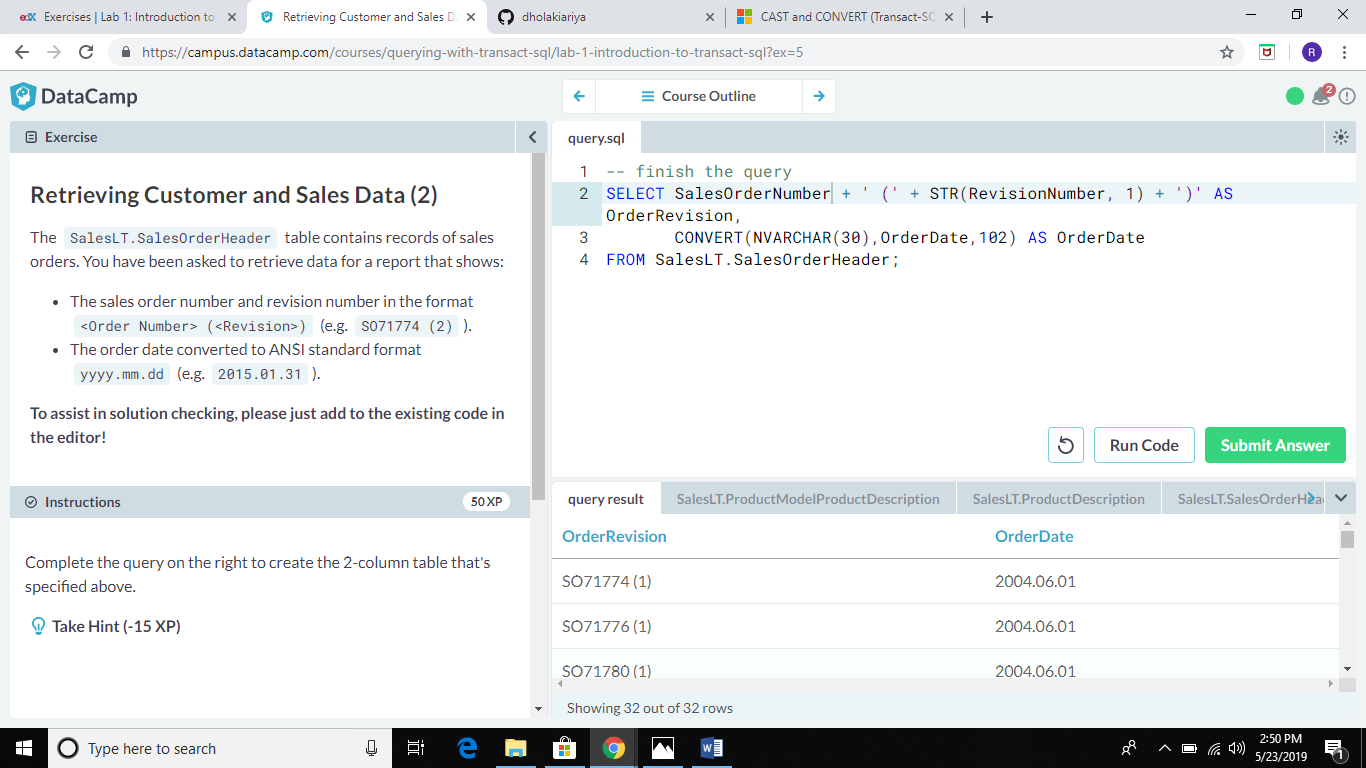 edX Exercises | Lab 1: Introduction to
Retrieving Customer and Sales D
dholakiariya
CAST and CONVERT (Transact-SQ
https://campus.datacamp.com/courses/querying-with-transact-sql/lab-1-introduction-to-transact-sql?ex=5
R
DataCamp
Course Outline
2
Exercise
query.sql
Retrieving Customer and Sales Data (2)
The SalesLT.SalesOrderHeader table contains records of sales
orders. You have been asked to retrieve data for a report that shows:
• The sales order number and revision number in the format
<Order Number> (<Revision>) (e.g. SO71774 (2) ).
• The order date converted to ANSI standard format
yyyy.mm.dd (e.g. 2015.01.31 ).
To assist in solution checking, please just add to the existing code in
the editor!
Instructions
50 XP
Complete the query on the right to create the 2-column table that's
specified above.
Take Hint (-15 XP)
1 -- finish the query
2 SELECT SalesOrderNumber + ' (' + STR(RevisionNumber, 1) + ')' AS
OrderRevision,
3 CONVERT(NVARCHAR(30),OrderDate,102) AS OrderDate
4 FROM SalesLT.SalesOrderHeader;
Run Code
Submit Answer
query result
SalesLT.ProductModelProductDescription
SalesLT.ProductDescription
SalesLT.SalesOrderHea
OrderRevision OrderDate
SO71774 (1) 2004.06.01
SO71776 (1) 2004.06.01
SO71780 (1) 2004.06.01
Showing 32 out of 32 rows
Type here to search
2:50 PM
5/23/2019
1